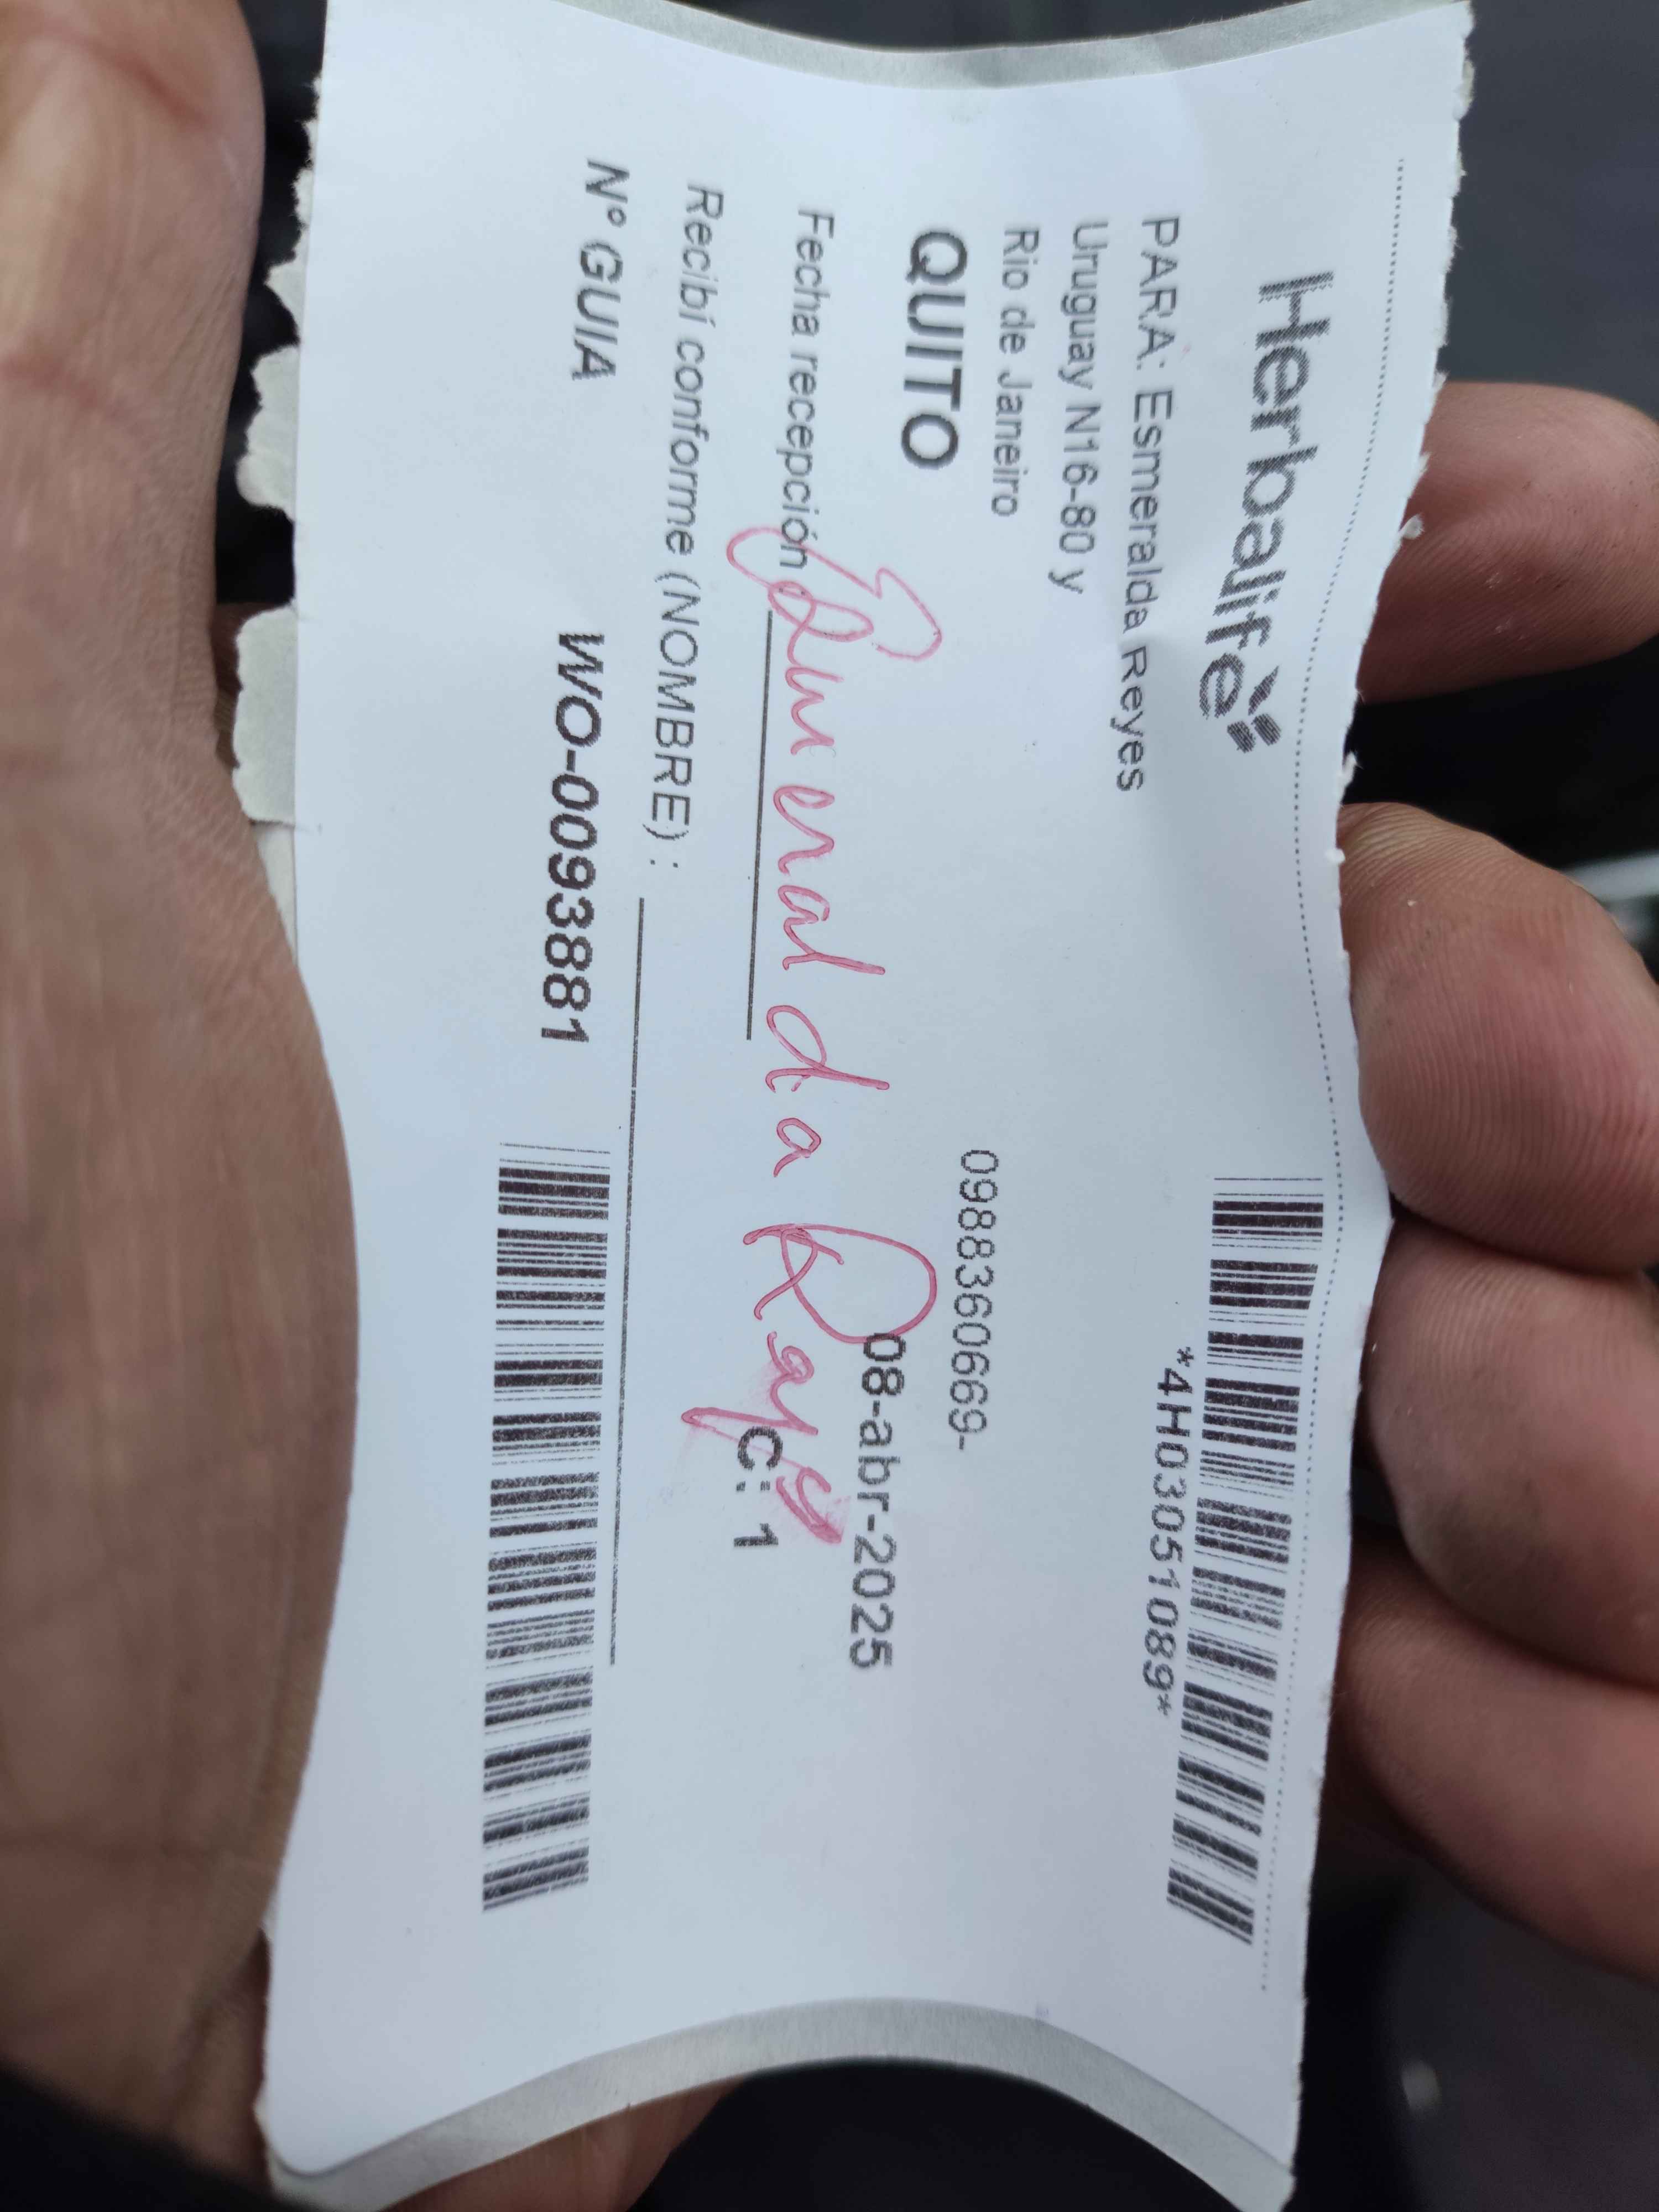 Herbalife
*4H03051089*
PARA: Esmeralda Reyes
Uruguay N16-80 y
Rio de Janeiro
0988360669-
QUITO
08-abr-2025
Fecha recepción
Esmeralda Reyes
C: 1
Recibí conforme (NOMBRE) :
Nº GUIA WO-0093881